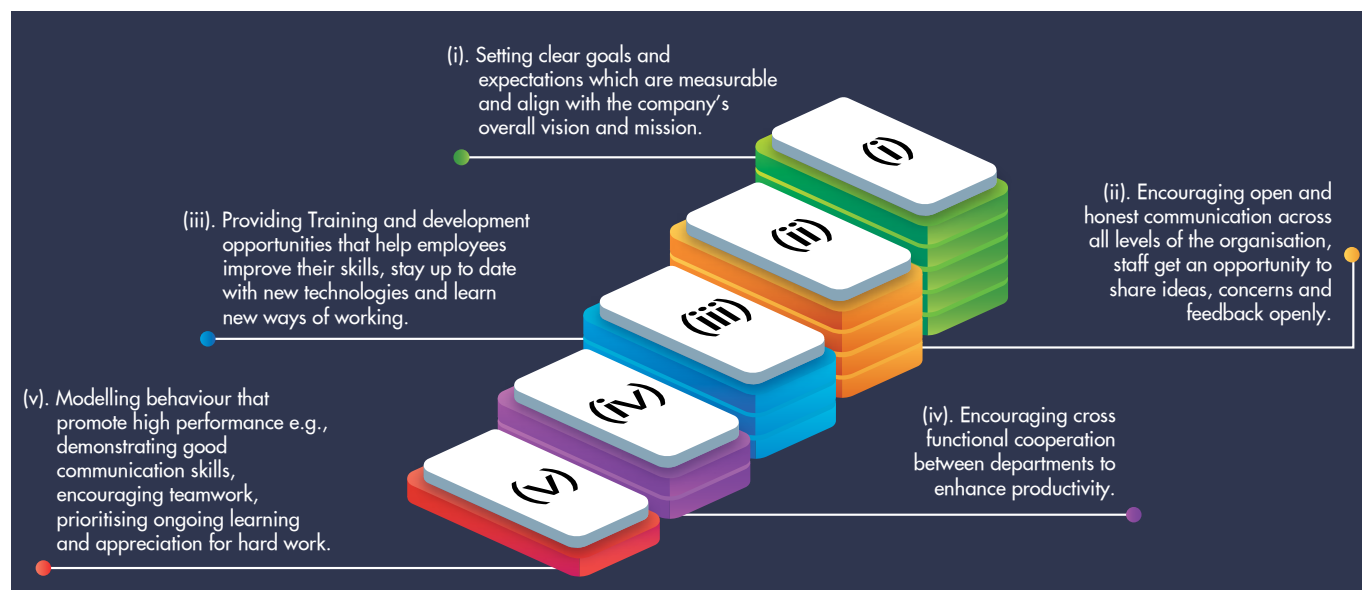 (i). Setting clear goals and
expectations which are measurable
and align with the company's
overall vision and mission.
(i)
(ii). Encouraging open and
honest communication across
all levels of the organisation,
staff get an opportunity to
share ideas, concerns and
feedback openly.
(ii)
(iii). Providing Training and development
opportunities that help employees
improve their skills, stay up to date
with new technologies and learn
new ways of working.
(iii)
(iv). Encouraging cross
functional cooperation
between departments to
enhance productivity.
(iv)
(v). Modelling behaviour that
promote high performance e.g.,
demonstrating good
communication skills,
encouraging teamwork,
prioritising ongoing learning
and appreciation for hard work.
(v)